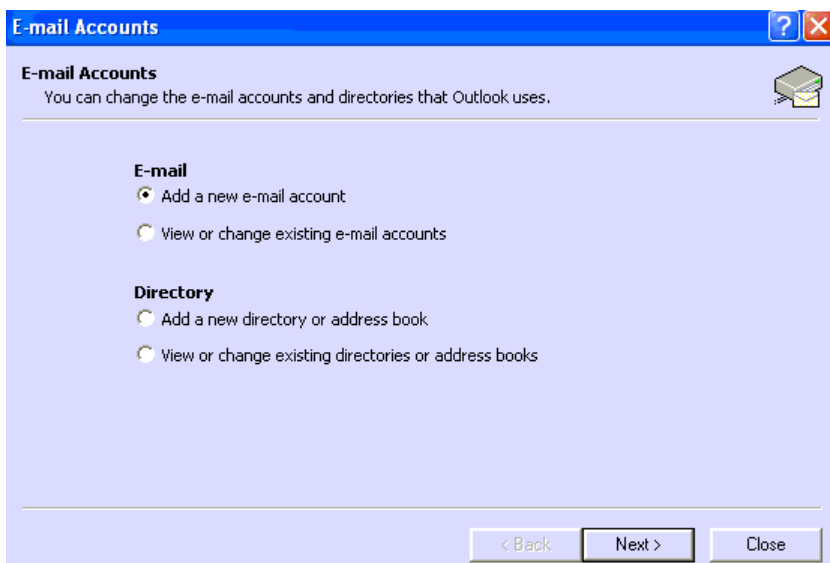 E-mail Accounts
?
E-mail Accounts
You can change the e-mail accounts and directories that Outlook uses.
E-mail
Add a new e-mail account
View or change existing e-mail accounts
Directory
Add a new directory or address book
View or change existing directories or address books
< Back Next > Close